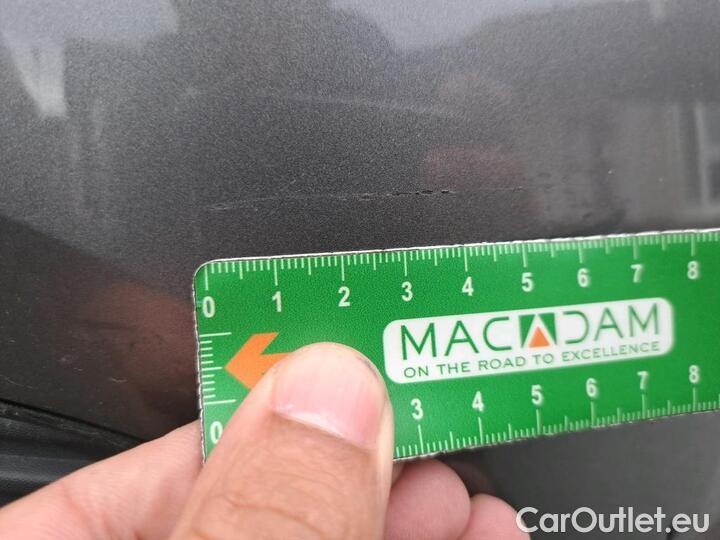 0 1 2 3 4 5 6 7 8
MACADAM
ON THE ROAD TO EXCELLENCE
0 3 4 5 6 7 8
CarOutlet.eu